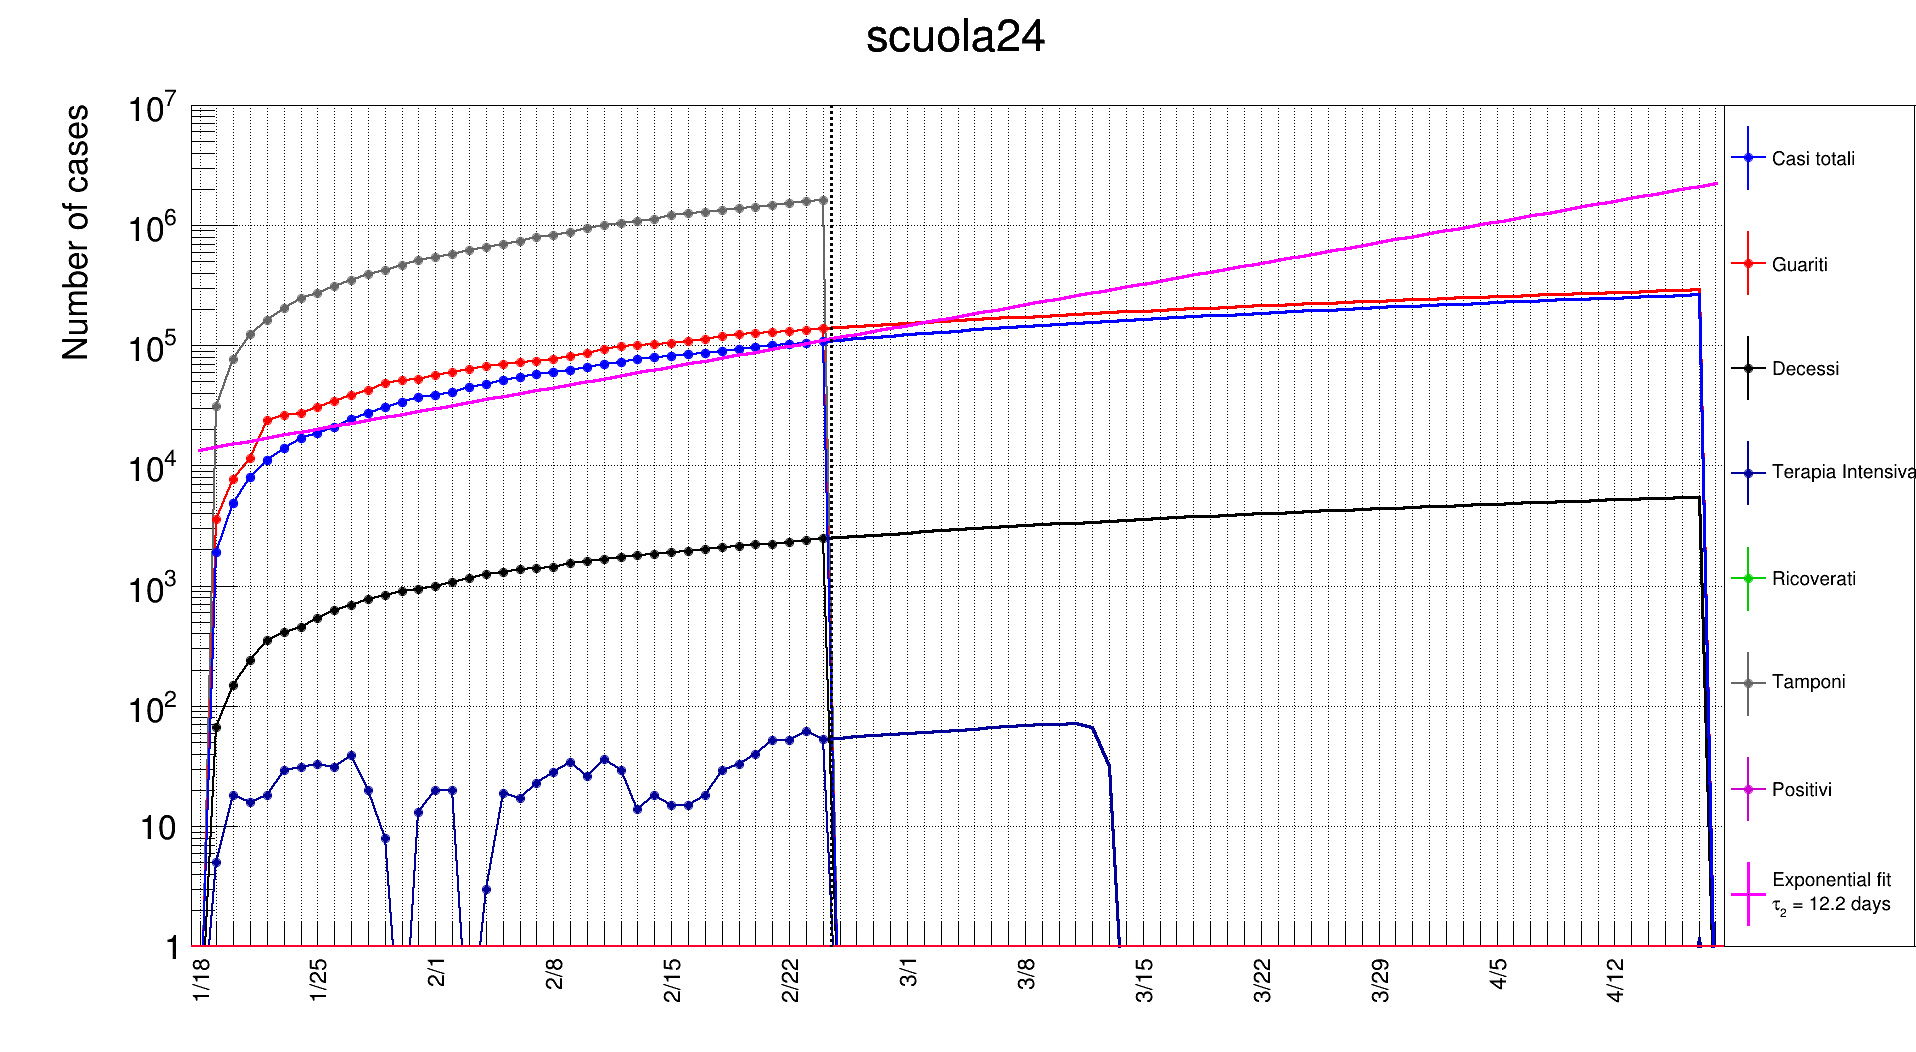 scuola24
Number of cases
10^7
10^6
10^5
10^4
10^3
10^2
10
1
1/18
1/25
2/1
2/8
2/15
2/22
3/1
3/8
3/15
3/22
3/29
4/5
4/12
Casi totali
Guariti
Decessi
Terapia Intensiva
Ricoverati
Tamponi
Positivi
Exponential fit
τ_2 = 12.2 days